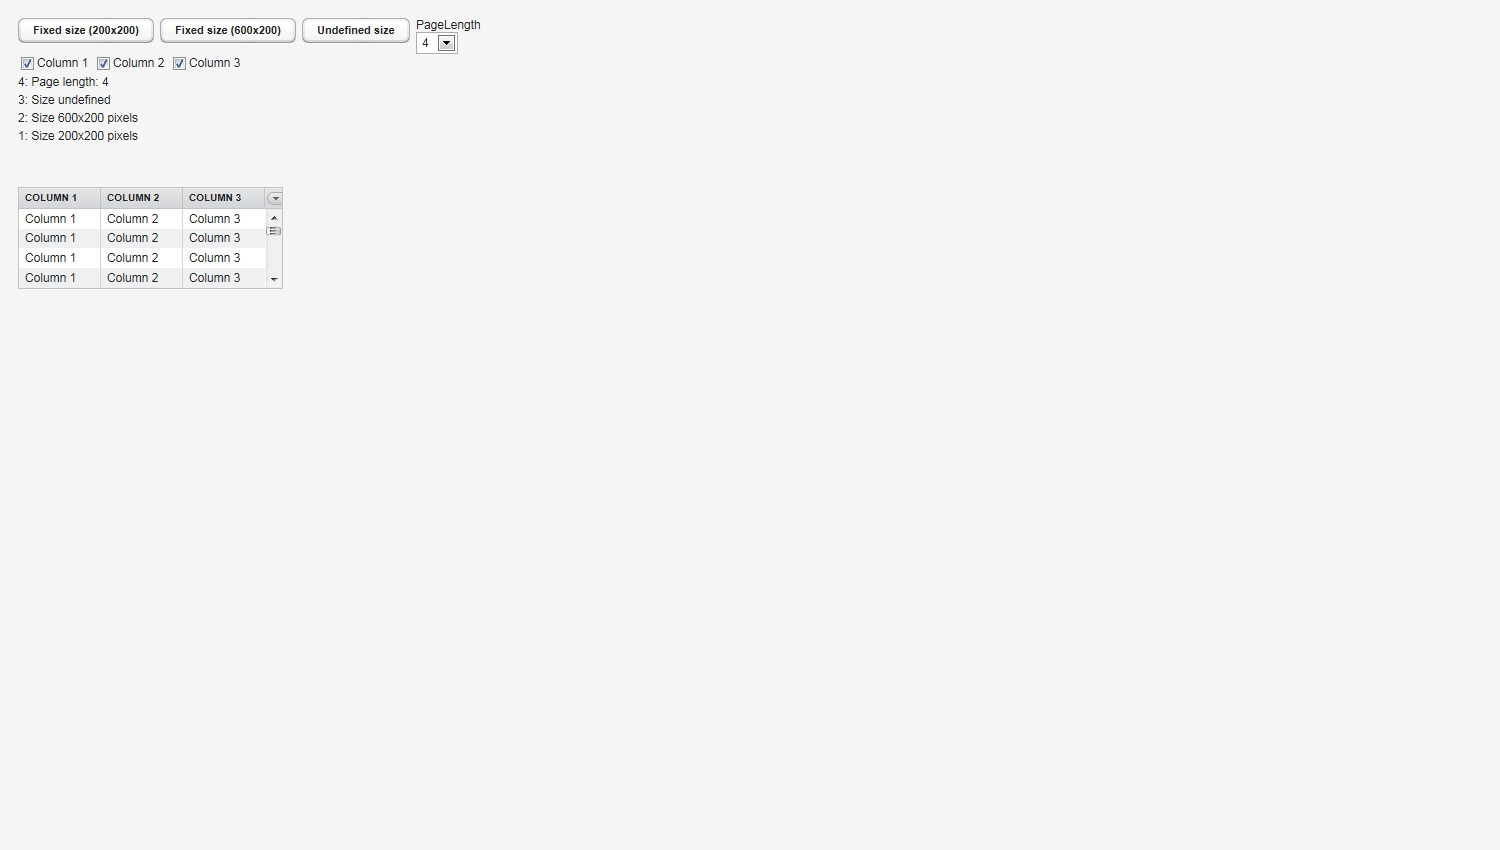 Fixed size (200x200) Fixed size (600x200) Undefined size PageLength
4
Column 1 Column 2 Column 3
4: Page length: 4
3: Size undefined
2: Size 600x200 pixels
1: Size 200x200 pixels
COLUMN 1 COLUMN 2 COLUMN 3
Column 1 Column 2 Column 3
Column 1 Column 2 Column 3
Column 1 Column 2 Column 3
Column 1 Column 2 Column 3